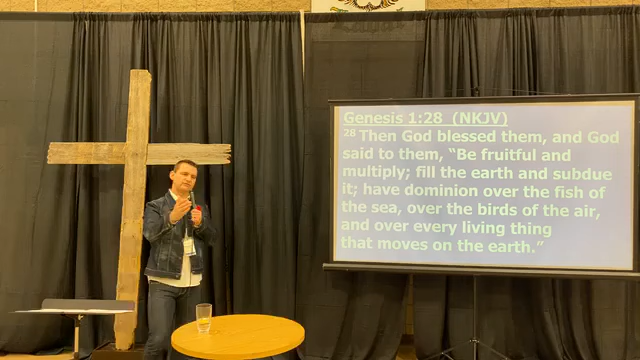 Genesis 1:28 (NKJV)
28 Then God blessed them, and God
said to them, “Be fruitful and
multiply; fill the earth and subdue
it; have dominion over the fish of
the sea, over the birds of the air,
and over every living thing
that moves on the earth.”